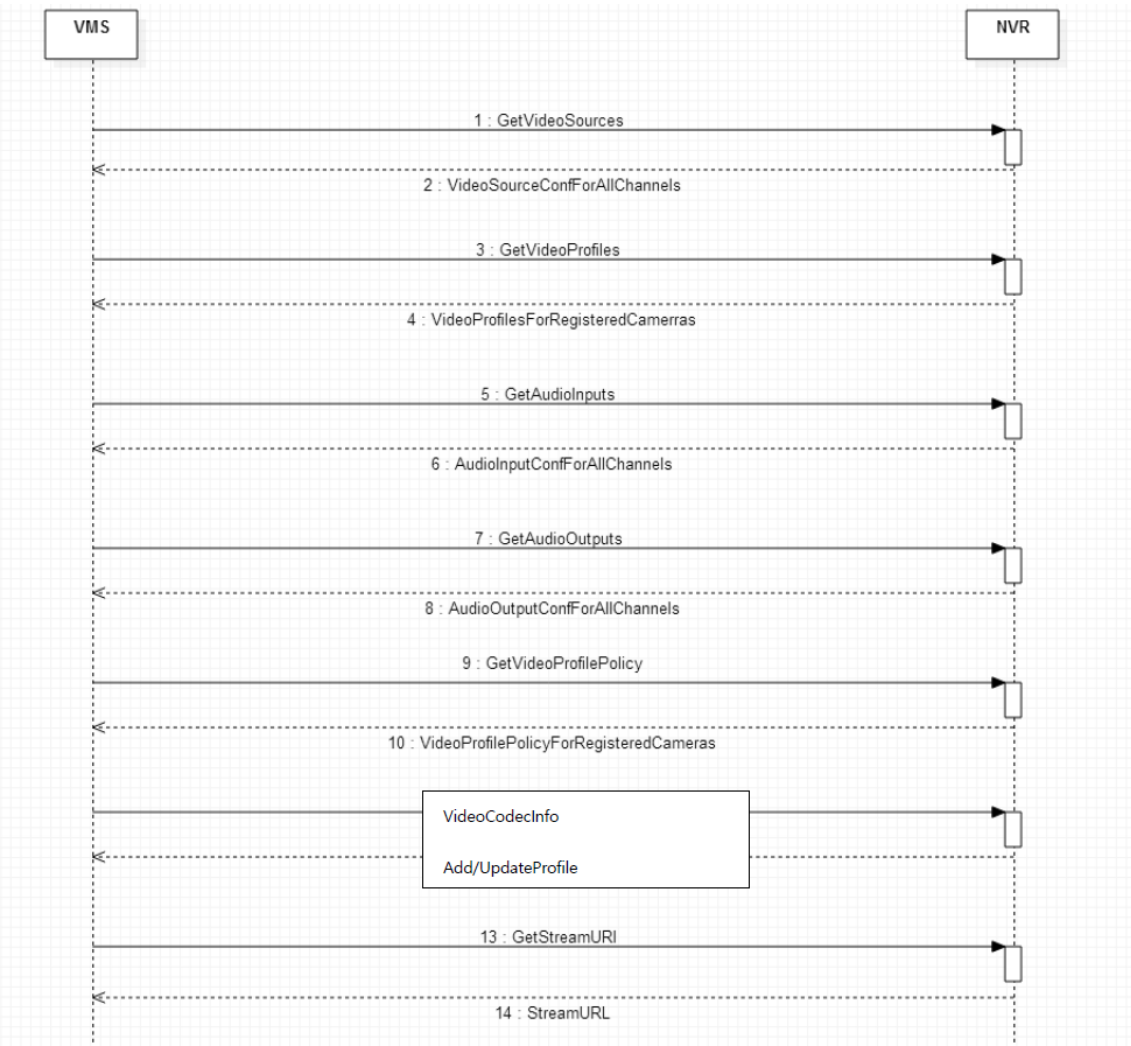 VMS
NVR
1 : GetVideoSources
2 : VideoSourceConfForAllChannels
3 : GetVideoProfiles
4 : VideoProfilesForRegisteredCamerras
5 : GetAudioInputs
6 : AudioInputConfForAllChannels
7 : GetAudioOutputs
8 : AudioOutputConfForAllChannels
9 : GetVideoProfilePolicy
10 : VideoProfilePolicyForRegisteredCameras
VideoCodecInfo
Add/UpdateProfile
13 : GetStreamURI
14 : StreamURL